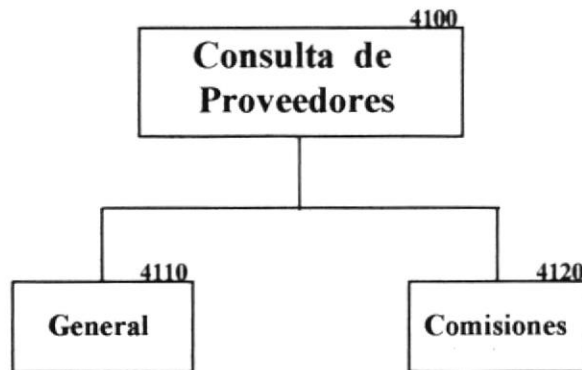 4100
Consulta de
Proveedores
4110
General
4120
Comisiones